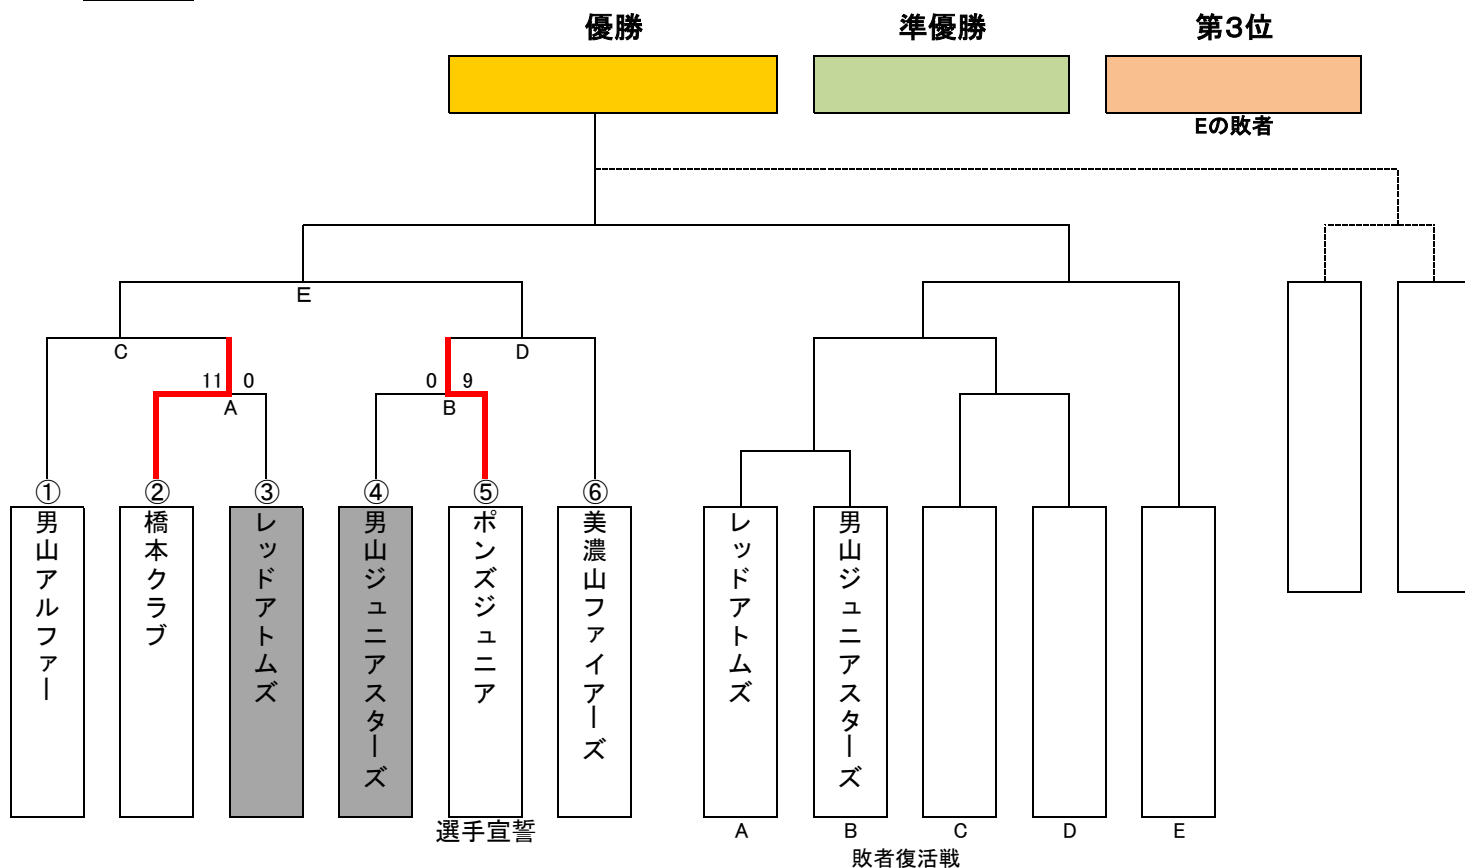 優勝
準優勝
第3位
Eの敗者
E
C
D
11 0
0 9
A
B
①
②
③
④
⑤
⑥
男山アルファー
橋本クラブ
レッドアトムズ
男山ジュニアスターズ
ポンズジュニア
美濃山ファイアーズ
レッドアトムズ
男山ジュニアスターズ
選手宣誓
A
B
C
D
E
敗者復活戦